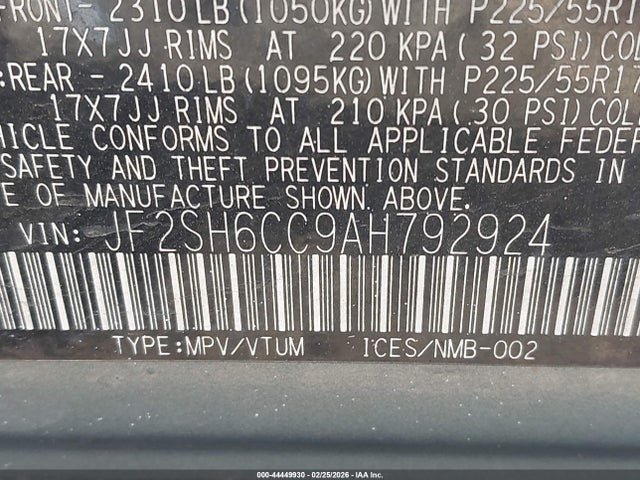 FRONT- 2310 LB (1050KG) WITH P225/55R1
17X7JJ RIMS AT 220 KPA ( 32 PSI) COL
:REAR - 2410 LB (1095KG) WITH P225/55R17
17X7JJ RIMS AT 210 KPA ( 30 PSI) COL
HICLE CONFORMS TO ALL APPLICABLE FEDER
SAFETY AND THEFT PREVENTION STANDARDS IN
E OF MANUFACTURE SHOWN ABOVE.
VIN: JF2SH6CC9AH792924
TYPE:MPV/VTUM ICES/NMB-002
000-44449930 - 02/25/2026 - IAA Inc.